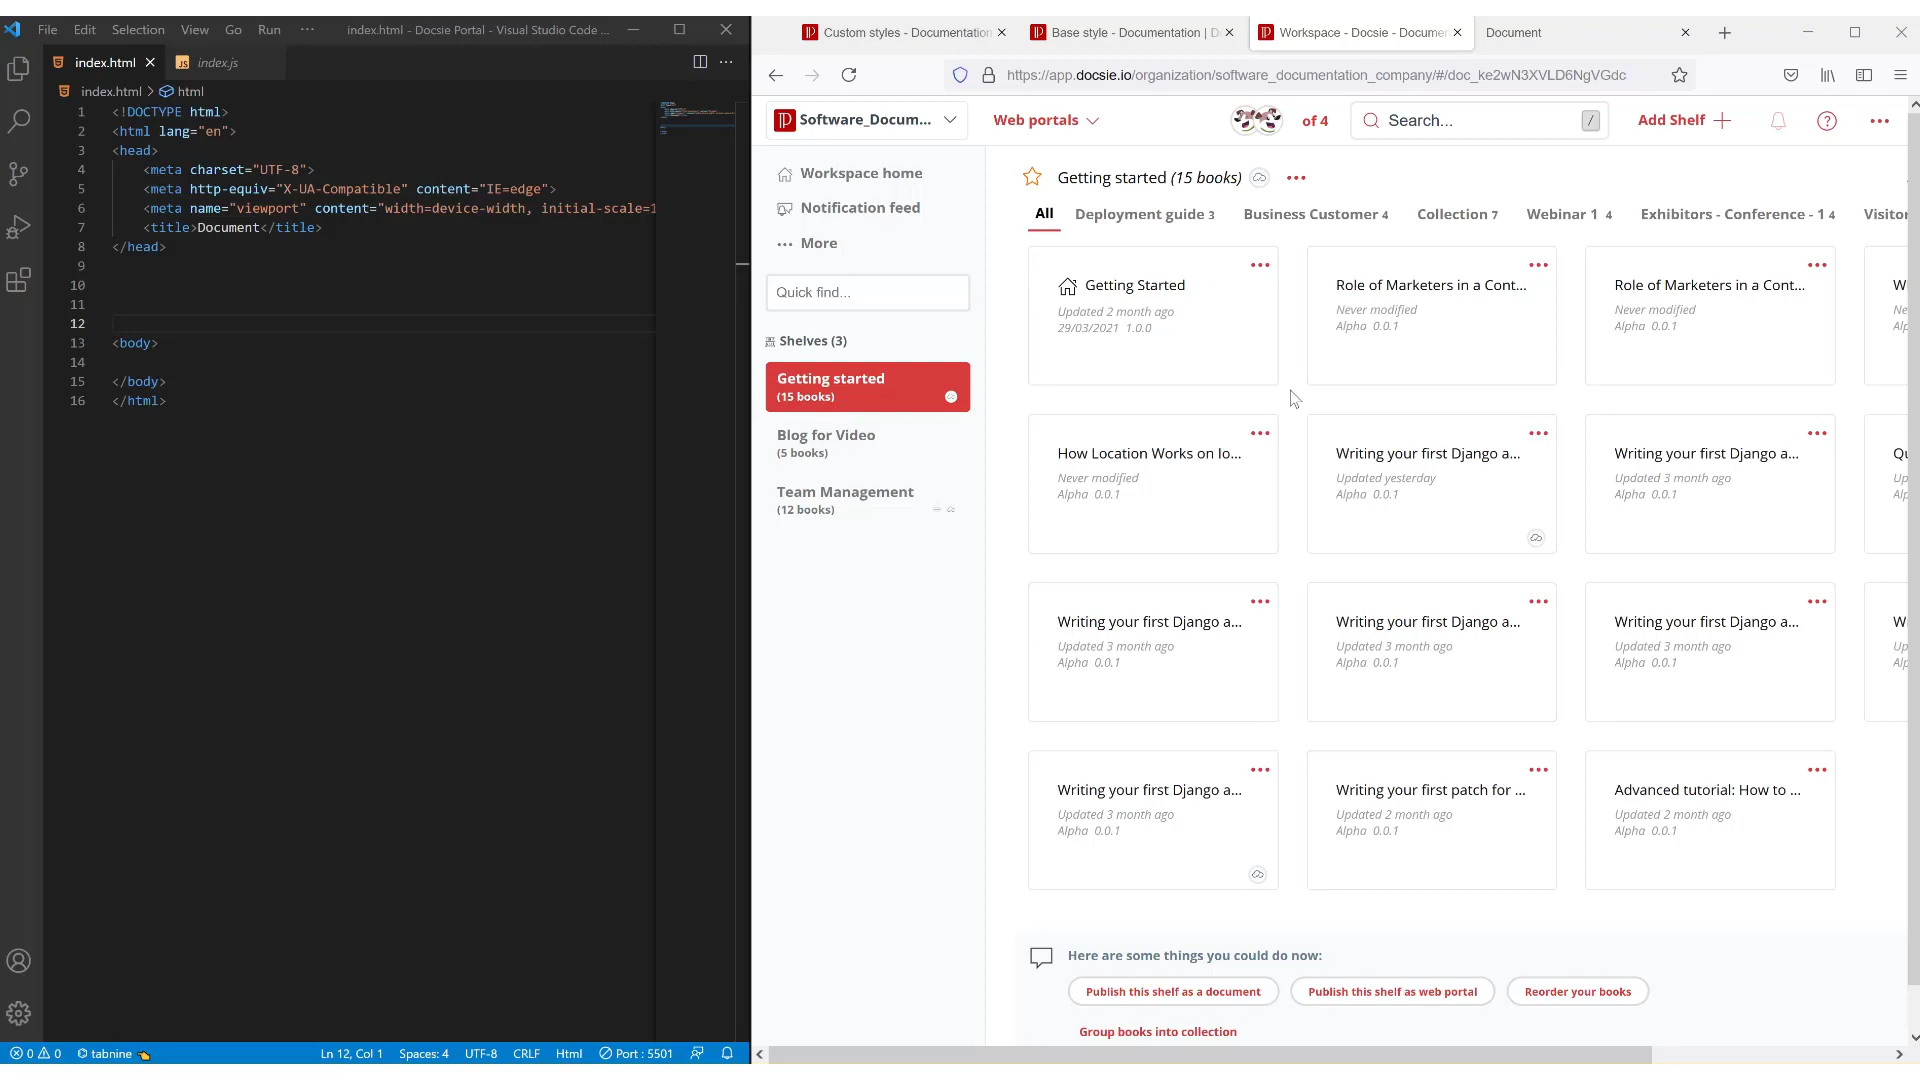 File Edit Selection View Go Run ··· index.html - Docsie Portal - Visual Studio Code ...
index.html
JS index.js
index.html > html
1 <!DOCTYPE html>
2 <html lang="en">
3 <head>
4 <meta charset="UTF-8">
5 <meta http-equiv="X-UA-Compatible" content="IE=edge">
6 <meta name="viewport" content="width=device-width, initial-scale=1
7 <title>Document</title>
8 </head>
9
10
11
12
13 <body>
14
15 </body>
16 </html>
0 0 tabnine Ln 12, Col 1 Spaces: 4 UTF-8 CRLF Html Port : 5501
Custom styles - Documentation
Base style - Documentation | D
Workspace - Docsie - Documen
Document
https://app.docsie.io/organization/software_documentation_company/#/doc_ke2wN3XVLD6NgVGdc
Software_Docum...
Web portals
of 4
Search... /
Add Shelf +
Workspace home
Notification feed
··· More
Quick find...
Shelves (3)
Getting started
(15 books)
Blog for Video
(5 books)
Team Management
(12 books)
Getting started (15 books)
All Deployment guide 3 Business Customer 4 Collection 7 Webinar 1 4 Exhibitors - Conference - 1 4 Visitor
Getting Started
Updated 2 month ago
29/03/2021 1.0.0
Role of Marketers in a Cont...
Never modified
Alpha 0.0.1
Role of Marketers in a Cont...
Never modified
Alpha 0.0.1
How Location Works on Io...
Never modified
Alpha 0.0.1
Writing your first Django a...
Updated yesterday
Alpha 0.0.1
Writing your first Django a...
Updated 3 month ago
Alpha 0.0.1
Writing your first Django a...
Updated 3 month ago
Alpha 0.0.1
Writing your first Django a...
Updated 3 month ago
Alpha 0.0.1
Writing your first Django a...
Updated 3 month ago
Alpha 0.0.1
Writing your first Django a...
Updated 3 month ago
Alpha 0.0.1
Writing your first patch for ...
Updated 2 month ago
Alpha 0.0.1
Advanced tutorial: How to ...
Updated 2 month ago
Alpha 0.0.1
Here are some things you could do now:
Publish this shelf as a document
Publish this shelf as web portal
Reorder your books
Group books into collection